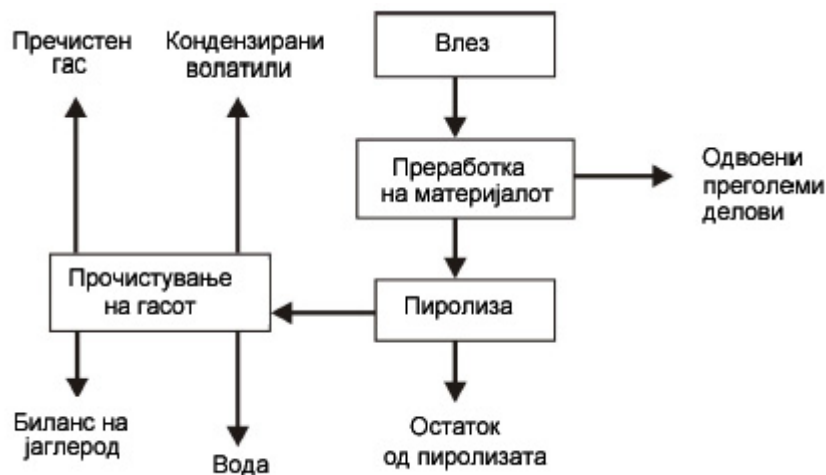 Пречистен
гас
Кондензирани
волатили
Влез
Преработка
на материјалот
Одвоени
преголеми
делови
Прочистување
на гасот
Пиролиза
Биланс на
јаглерод
Вода
Остаток
од пиролизата